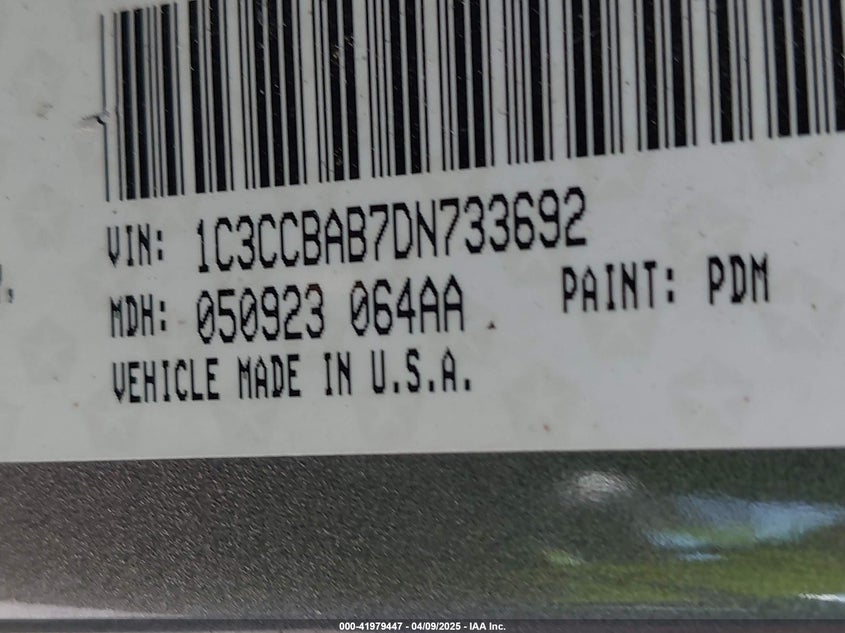 VIN: 1C3CCBAB7DN733692
MDH: 050923 064AA PAINT: PDM
VEHICLE MADE IN U.S.A.
000-41979447 - 04/09/2025 - IAA Inc.